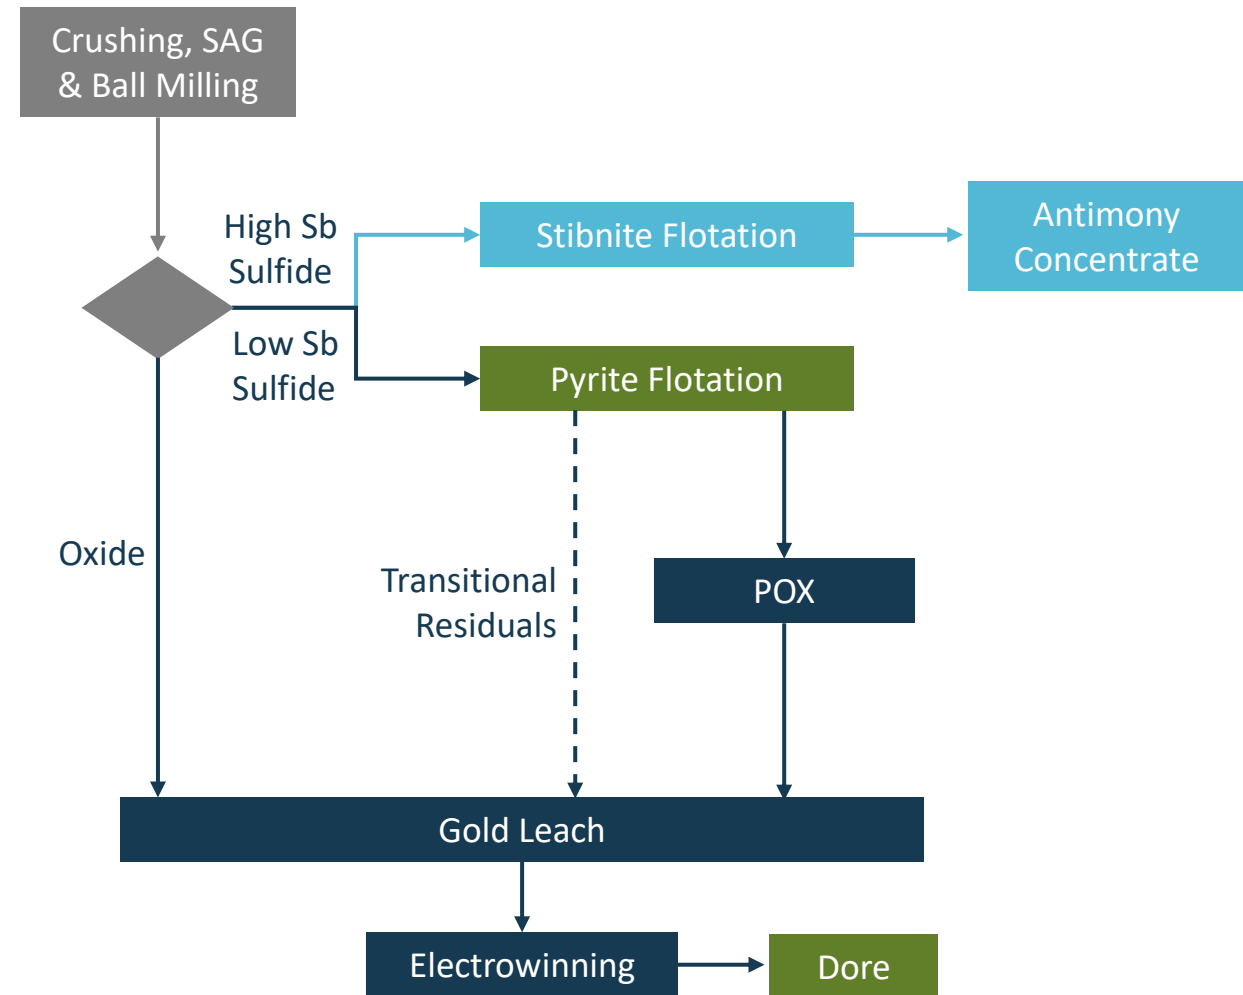 Crushing, SAG
& Ball Milling
High Sb
Sulfide
Stibnite Flotation
Antimony
Concentrate
Low Sb
Sulfide
Pyrite Flotation
Oxide
Transitional
Residuals
POX
Gold Leach
Electrowinning
Dore